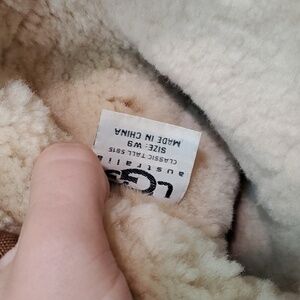 UGG
australia
CLASSIC TALL 5815
SIZE: W9
MADE IN CHINA